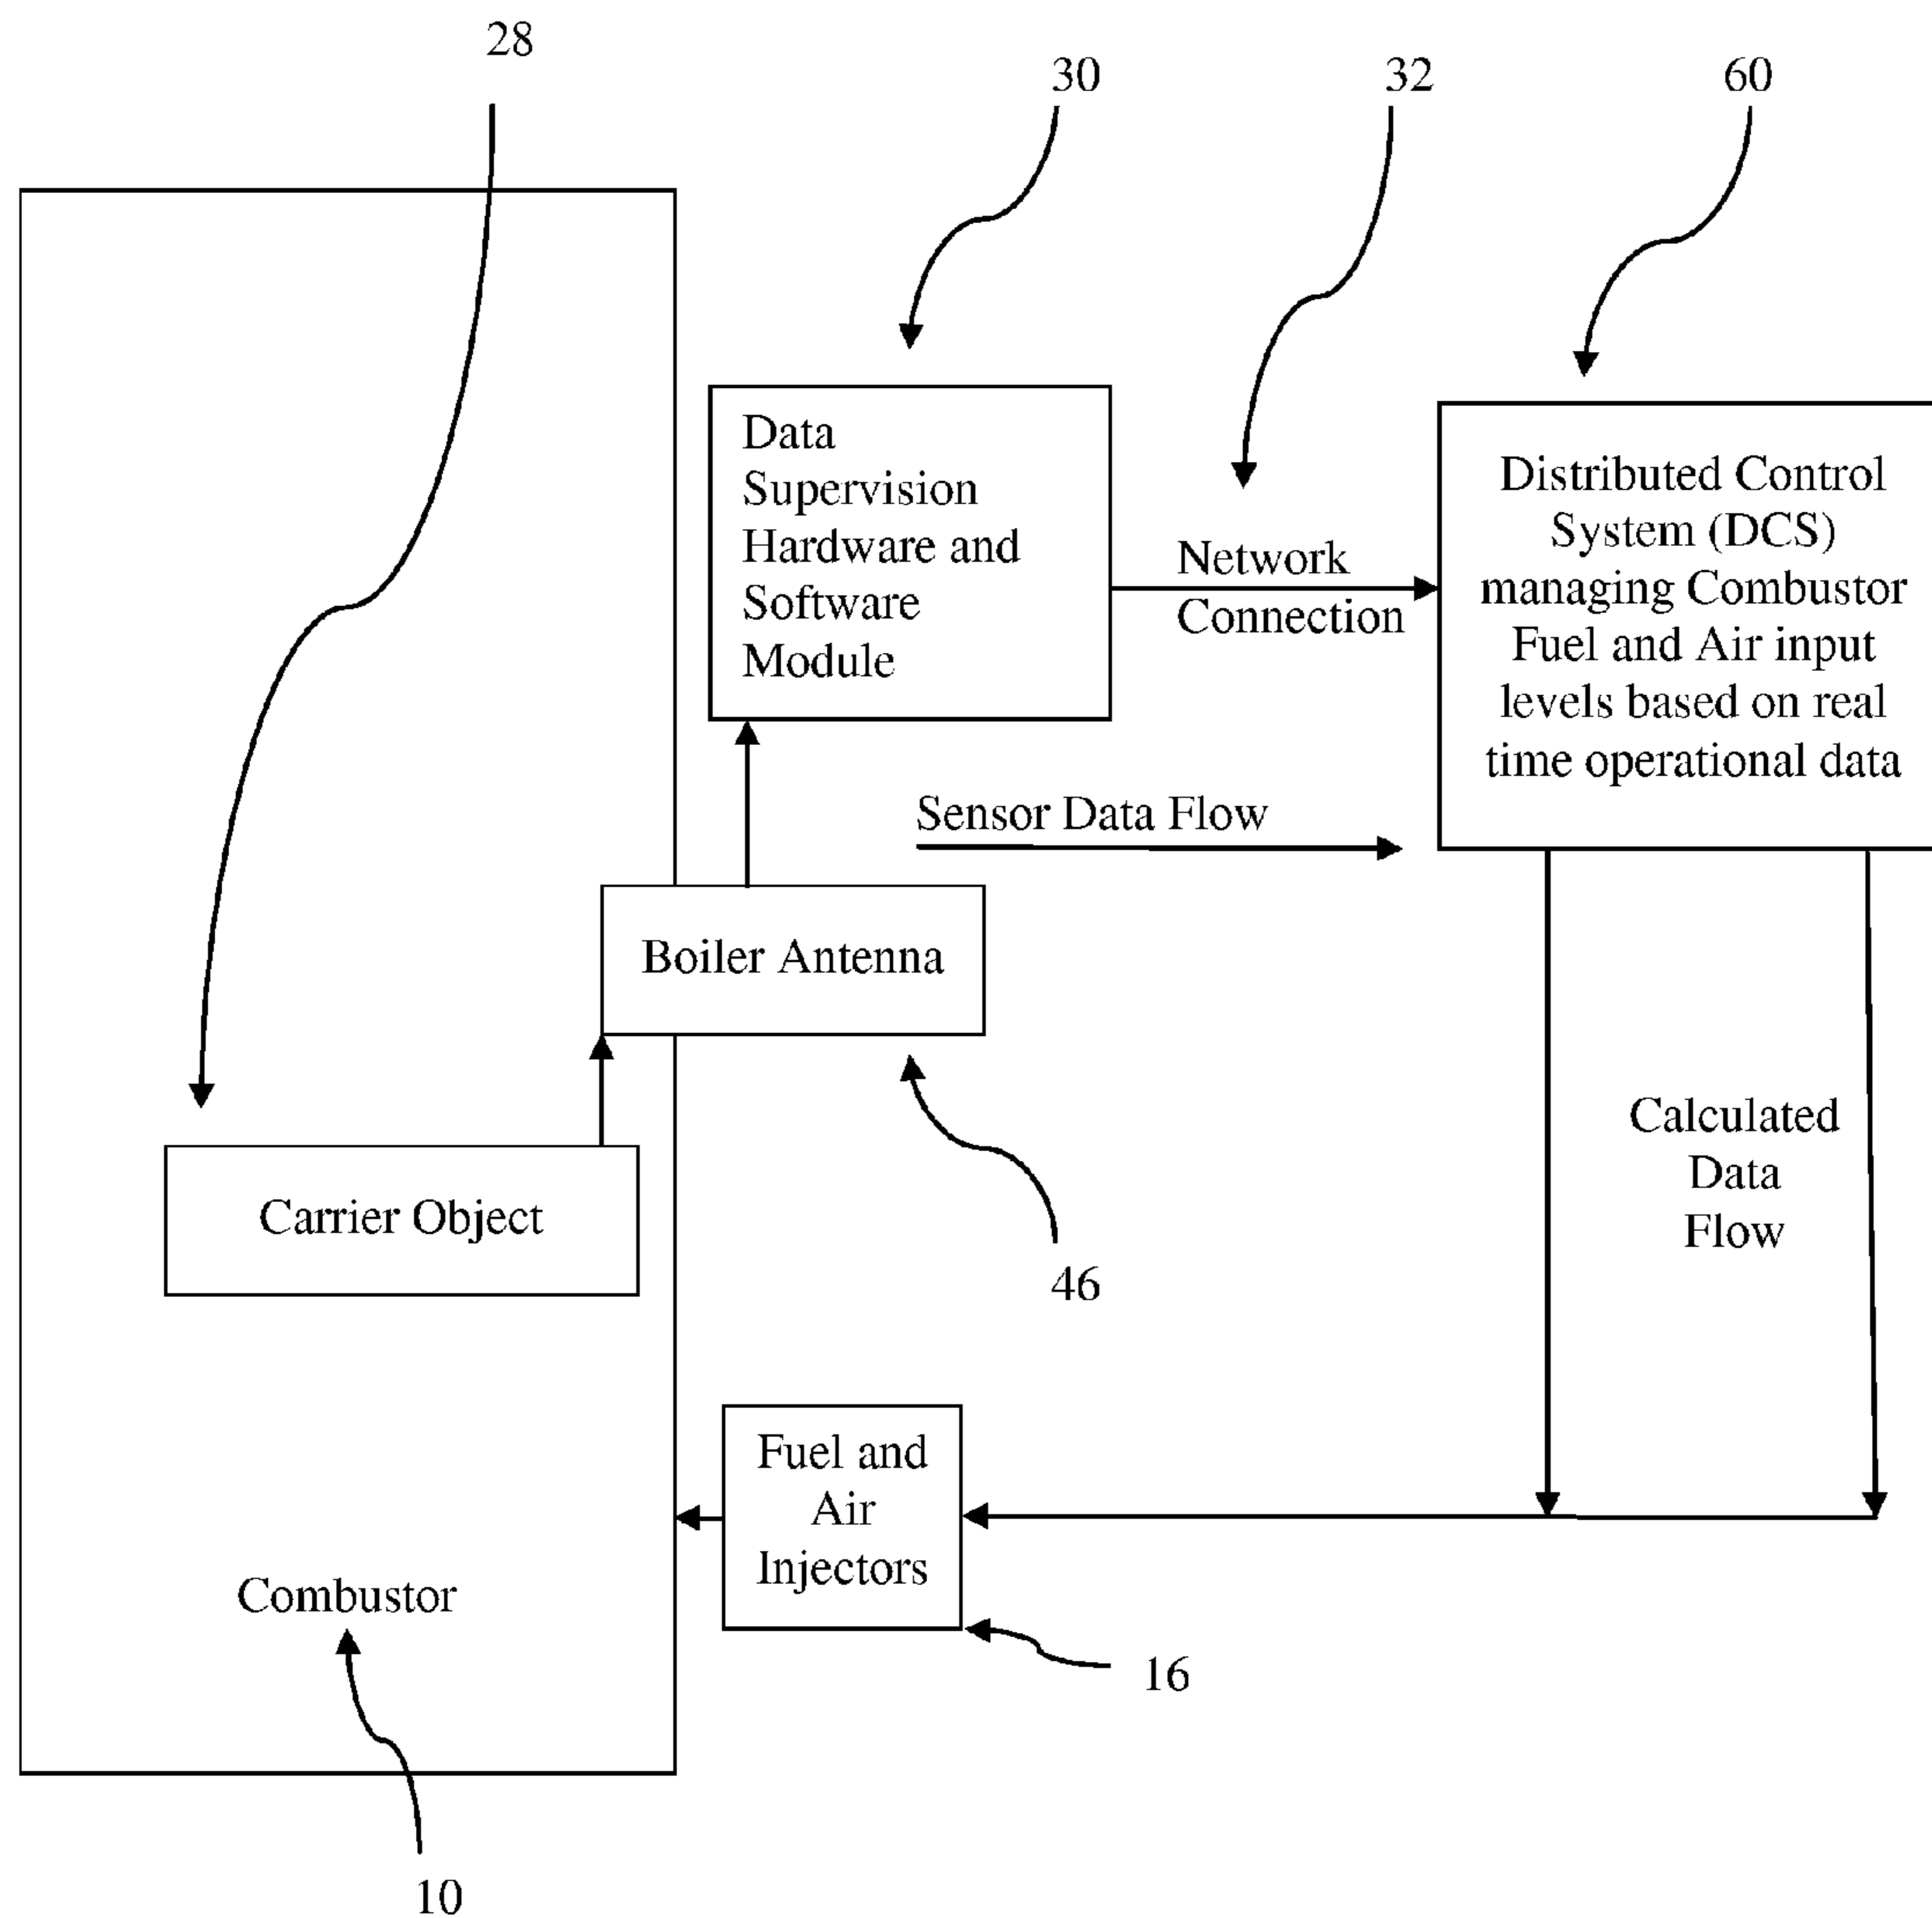 28
30
32
60
Data
Supervision
Hardware and
Software
Module
Network
Connection
Distributed Control
System (DCS)
managing Combustor
Fuel and Air input
levels based on real
time operational data
Sensor Data Flow
Boiler Antenna
Carrier Object
46
Calculated
Data
Flow
Fuel and
Air
Injectors
Combustor
16
10